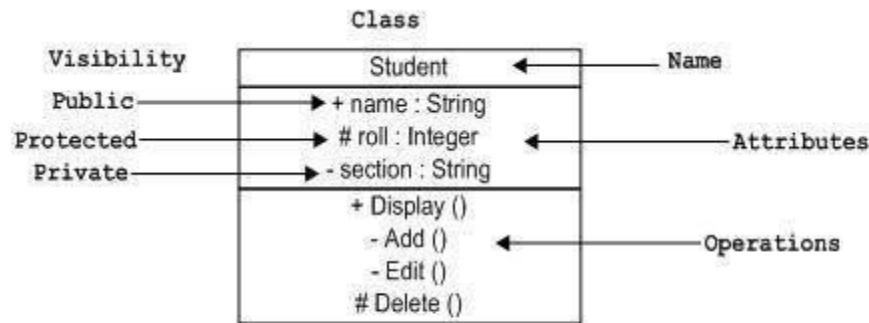 Class
Visibility
Student
Name
Public
+ name : String
Protected
# roll : Integer
Attributes
Private
- section : String
+ Display ()
- Add ()
Operations
- Edit ()
# Delete ()